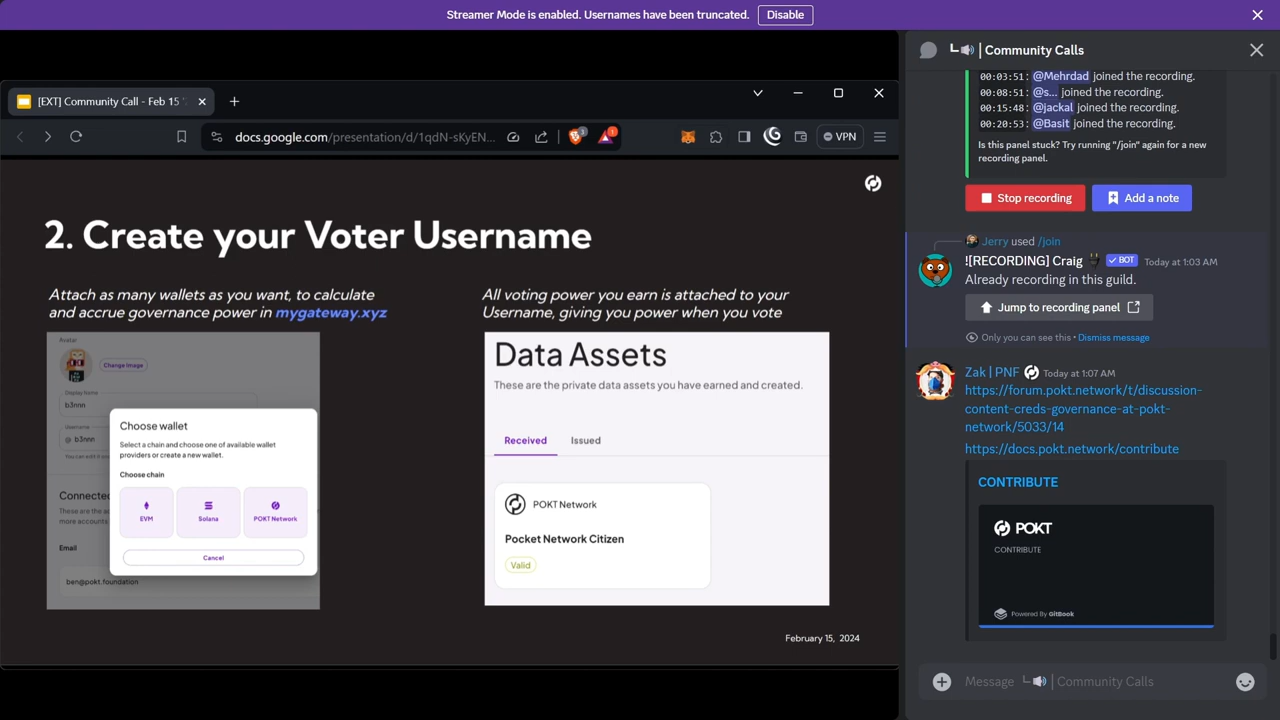 Streamer Mode is enabled. Usernames have been truncated.
Disable
[EXT] Community Call - Feb 15 '
docs.google.com/presentation/d/1qdN-sKyEN...
3
1
VPN
2. Create your Voter Username
Attach as many wallets as you want, to calculate
and accrue governance power in mygateway.xyz
Avatar
Change Image
Display Name
b3nnn
Username
@ b3nnn
Connected
Email
ben@pokt.foundation
Choose wallet
Select a chain and choose one of available wallet
providers or create a new wallet.
Choose chain
EVM
Solana
POKT Network
Cancel
All voting power you earn is attached to your
Username, giving you power when you vote
Data Assets
These are the private data assets you have earned and created.
Received
Issued
POKT Network
Pocket Network Citizen
Valid
February 15, 2024
Community Calls
00:03:51: @Mehrdad joined the recording.
00:08:51: @s... joined the recording.
00:15:48: @jackal joined the recording.
00:20:53: @Basit joined the recording.
Is this panel stuck? Try running "/join" again for a new
recording panel.
Stop recording
Add a note
Jerry used /join
![RECORDING] Craig
BOT
Today at 1:03 AM
Already recording in this guild.
Jump to recording panel
Only you can see this • Dismiss message
Zak | PNF
Today at 1:07 AM
https://forum.pokt.network/t/discussion-
content-creds-governance-at-pokt-
network/5033/14
https://docs.pokt.network/contribute
CONTRIBUTE
POKT
CONTRIBUTE
Powered By GitBook
Message
Community Calls